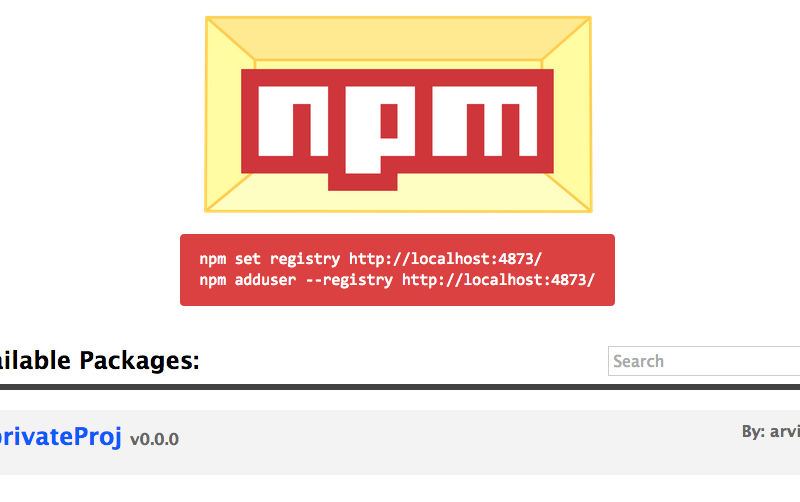 npm
npm set registry http://localhost:4873/
npm adduser --registry http://localhost:4873/
ailable Packages:
Search
privateProj v0.0.0
By: arvi